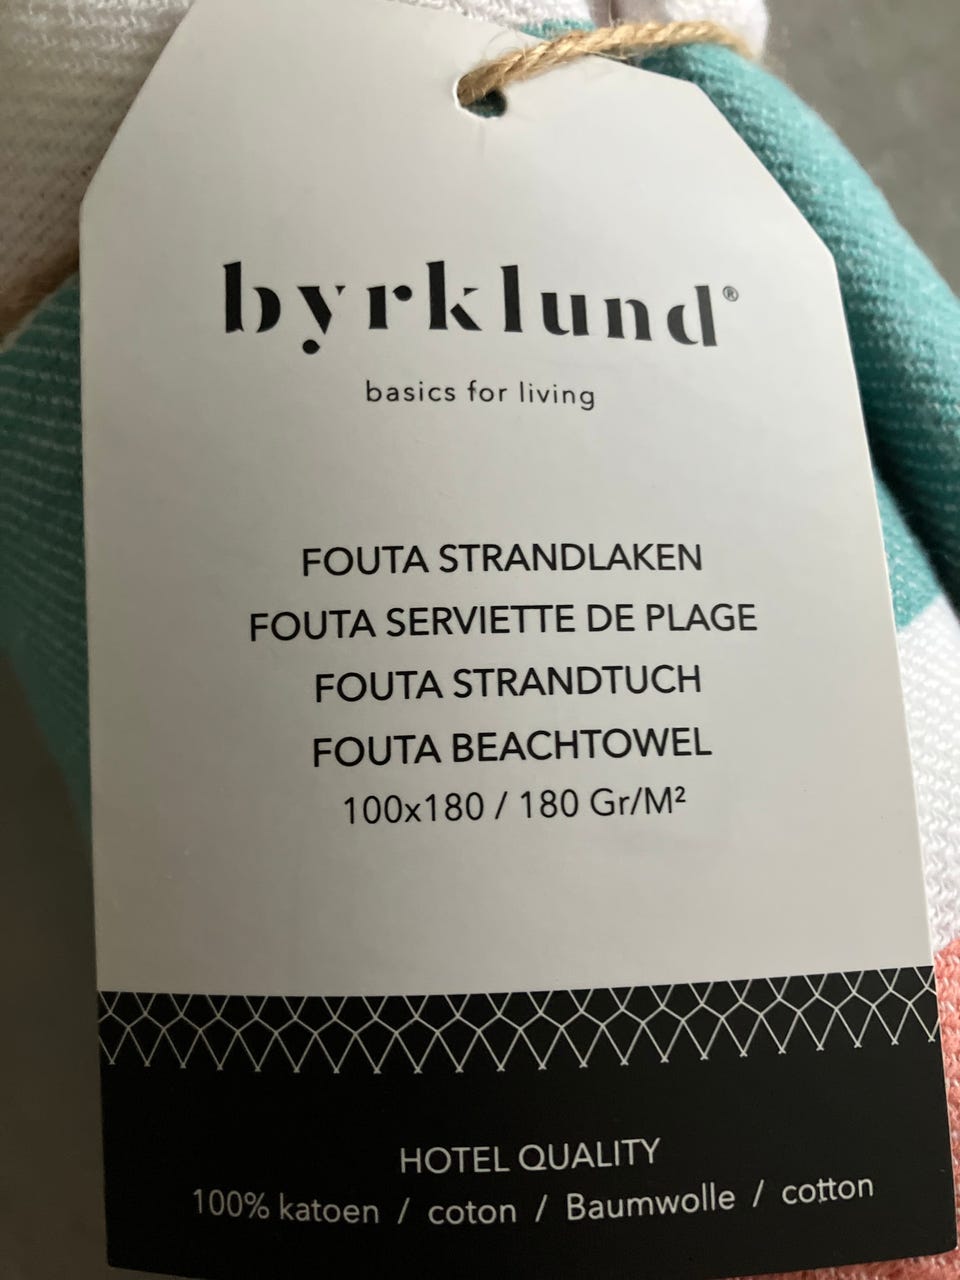 byrklund®
basics for living
FOUTA STRANDLAKEN
FOUTA SERVIETTE DE PLAGE
FOUTA STRANDTUCH
FOUTA BEACHTOWEL
100x180 / 180 Gr/M²
HOTEL QUALITY
100% katoen / coton / Baumwolle / cotton